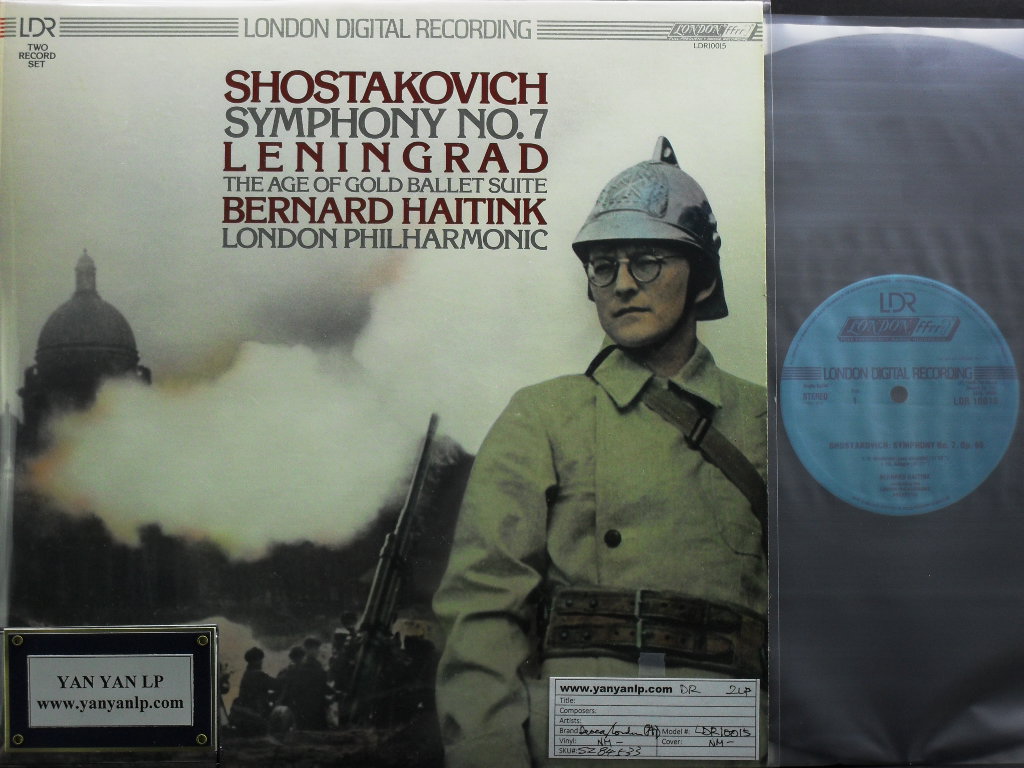 LDR
TWO
RECORD
SET
LONDON DIGITAL RECORDING
LONDON ffrr
LDR10015
SHOSTAKOVICH
SYMPHONY NO.7
LENINGRAD
THE AGE OF GOLD BALLET SUITE
BERNARD HAITINK
LONDON PHILHARMONIC
LDR
LONDON ffrr
LONDON DIGITAL RECORDING
STEREO
1
LDR 10015
SHOSTAKOVICH: SYMPHONY No. 7, Op. 60
BERNARD HAITINK
YAN YAN LP
www.yanyanlp.com
www.yanyanlp.com DR 2LP
Title:
Composers:
Artists:
Brand: Decca/London Model #: LDR10015
Vinyl: NM- Cover: NM-
SKU#: